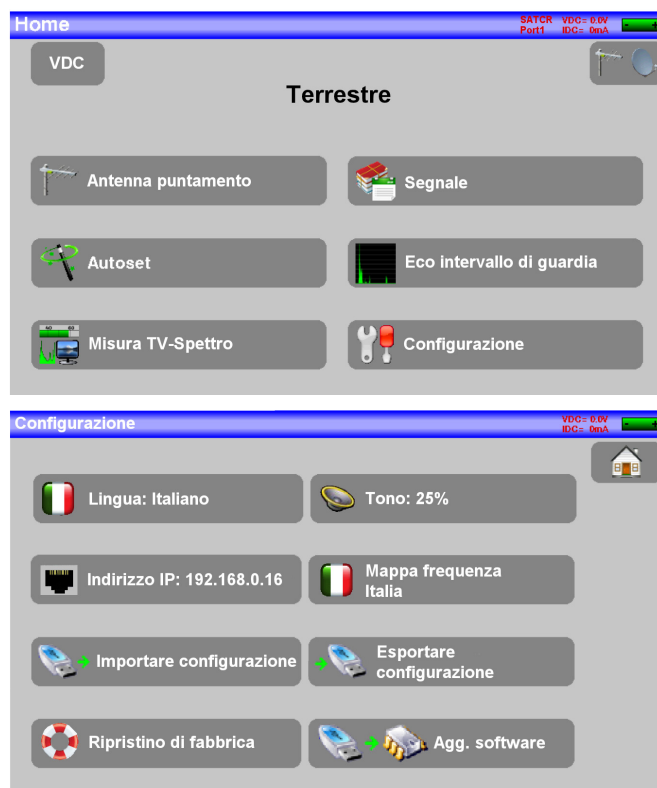 Home
SATCR VDC= 0.0V
Port1 IDC= 0mA
VDC
Terrestre
Antenna puntamento
Segnale
Autoset
Eco intervallo di guardia
Misura TV-Spettro
Configurazione
Configurazione
VDC= 0.0V
IDC= 0mA
Lingua: Italiano
Tono: 25%
Indirizzo IP: 192.168.0.16
Mappa frequenza
Italia
Importare configurazione
Esportare
configurazione
Ripristino di fabbrica
Agg. software